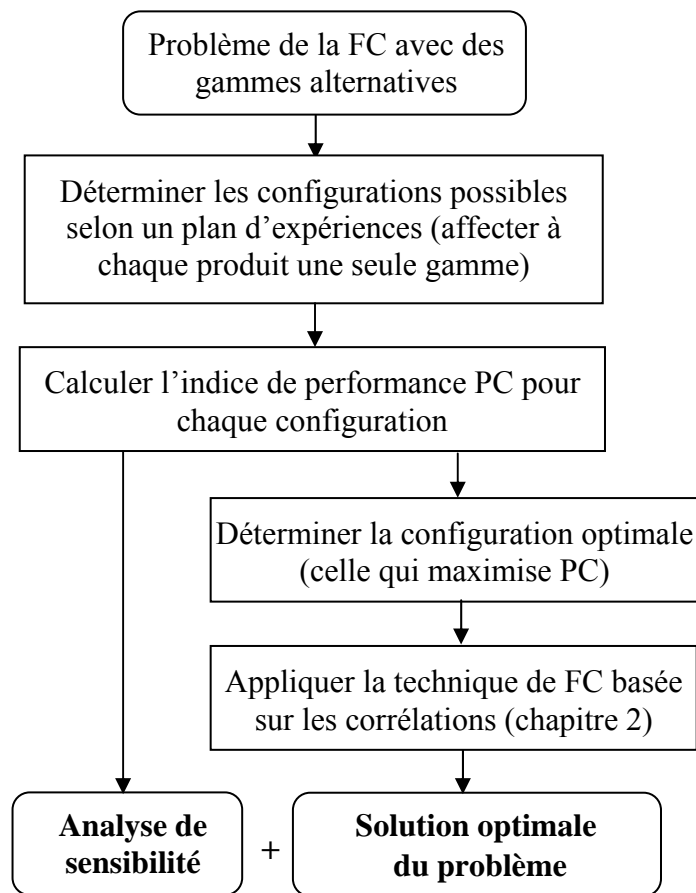 Problème de la FC avec des
gammes alternatives
Déterminer les configurations possibles
selon un plan d’expériences (affecter à
chaque produit une seule gamme)
Calculer l’indice de performance PC pour
chaque configuration
Déterminer la configuration optimale
(celle qui maximise PC)
Appliquer la technique de FC basée
sur les corrélations (chapitre 2)
Analyse de
sensibilité
+
Solution optimale
du problème